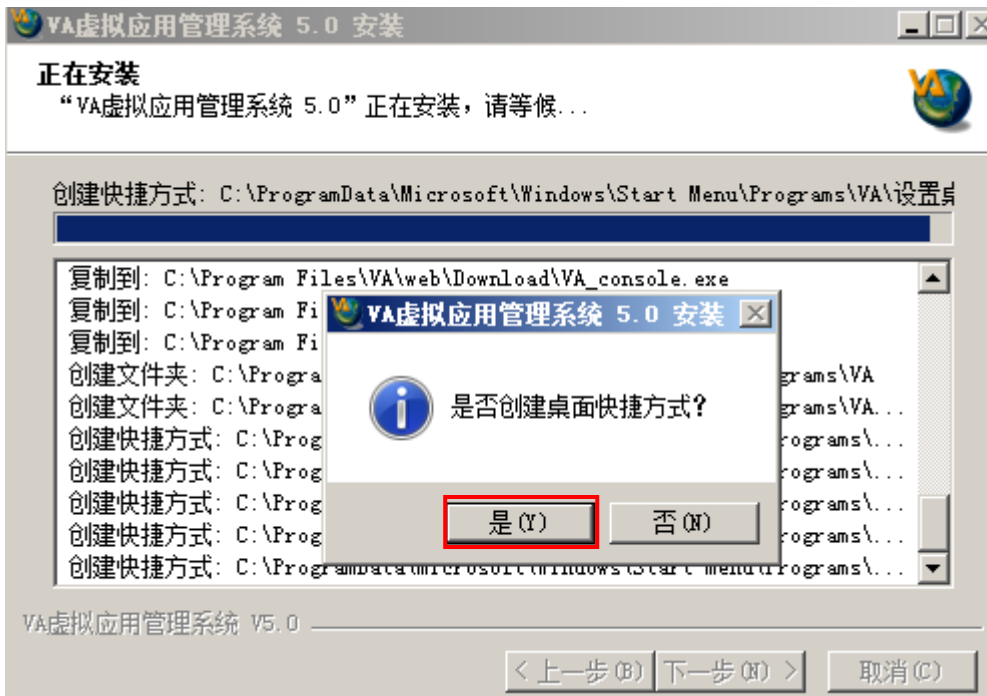 VA虚拟应用管理系统 5.0 安装
正在安装
“VA虚拟应用管理系统 5.0”正在安装，请等候...
VA
创建快捷方式: C:\ProgramData\Microsoft\Windows\Start Menu\Programs\VA\设置
复制到: C:\Program Files\VA\web\Download\VA_console.exe
复制到: C:\Program Fi
复制到: C:\Program Fi
创建文件夹: C:\Progra grams\VA
创建文件夹: C:\Progra grams\VA...
创建快捷方式: C:\Prog rograms\...
创建快捷方式: C:\Prog rograms\...
创建快捷方式: C:\Prog rograms\...
创建快捷方式: C:\Prog rograms\...
创建快捷方式: C:\ProgramData\Microsoft\Windows\Start Menu\Programs\...
VA虚拟应用管理系统 5.0 安装
是否创建桌面快捷方式?
是(Y) 否(N)
VA虚拟应用管理系统 V5.0
< 上一步(B) 下一步(N) > 取消(C)